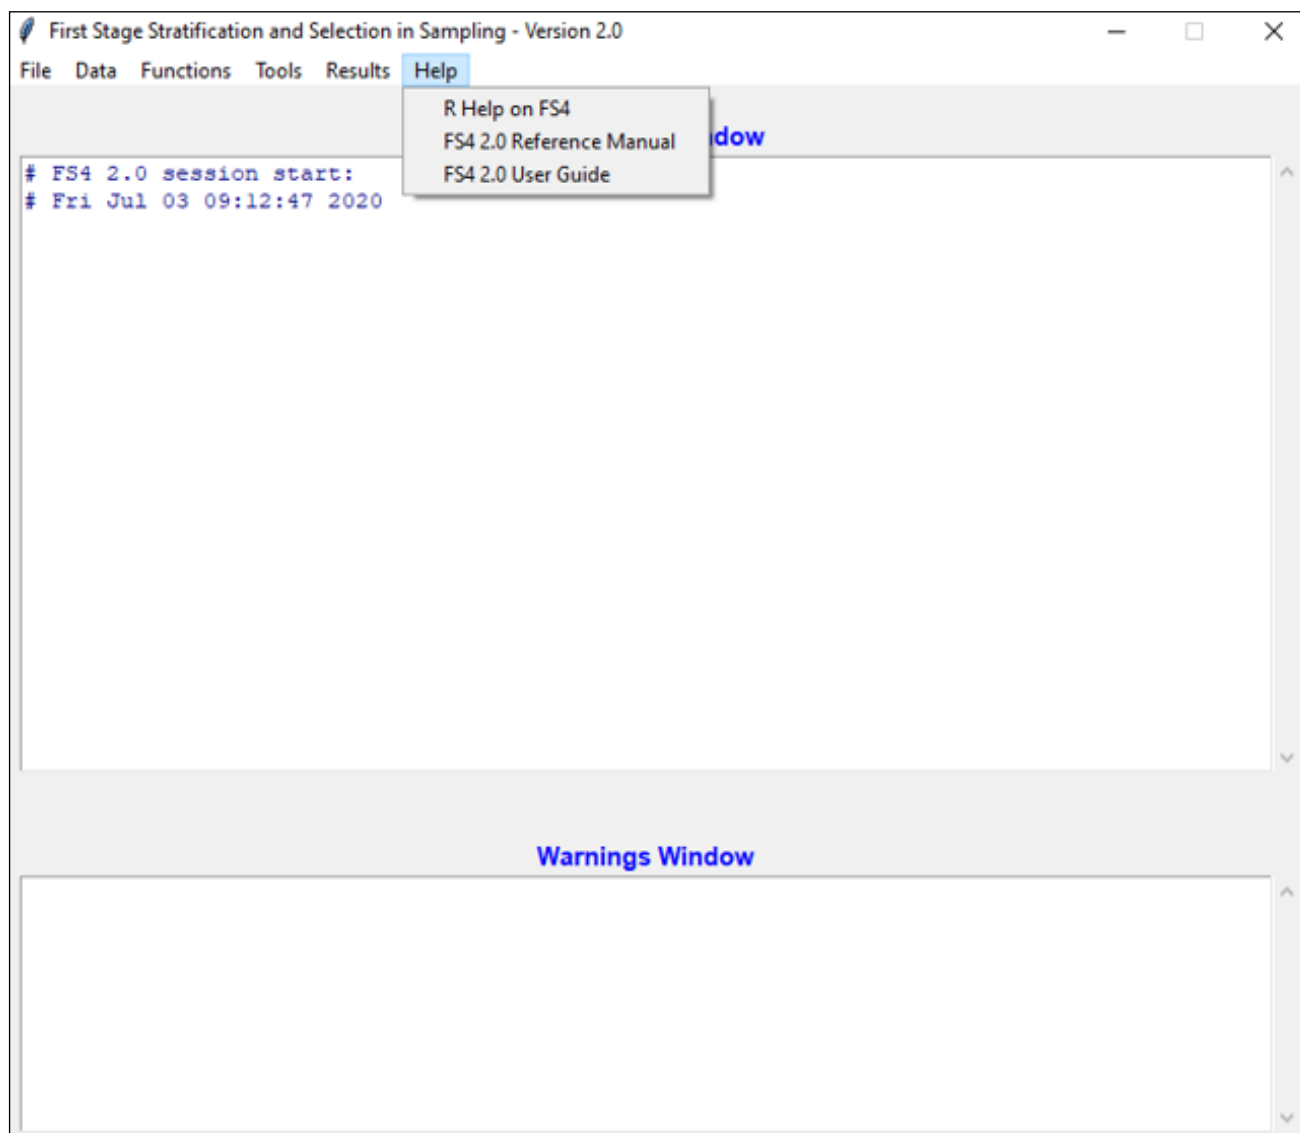 First Stage Stratification and Selection in Sampling - Version 2.0
File Data Functions Tools Results Help
R Help on FS4
FS4 2.0 Reference Manual
FS4 2.0 User Guide
# FS4 2.0 session start:
# Fri Jul 03 09:12:47 2020
Warnings Window